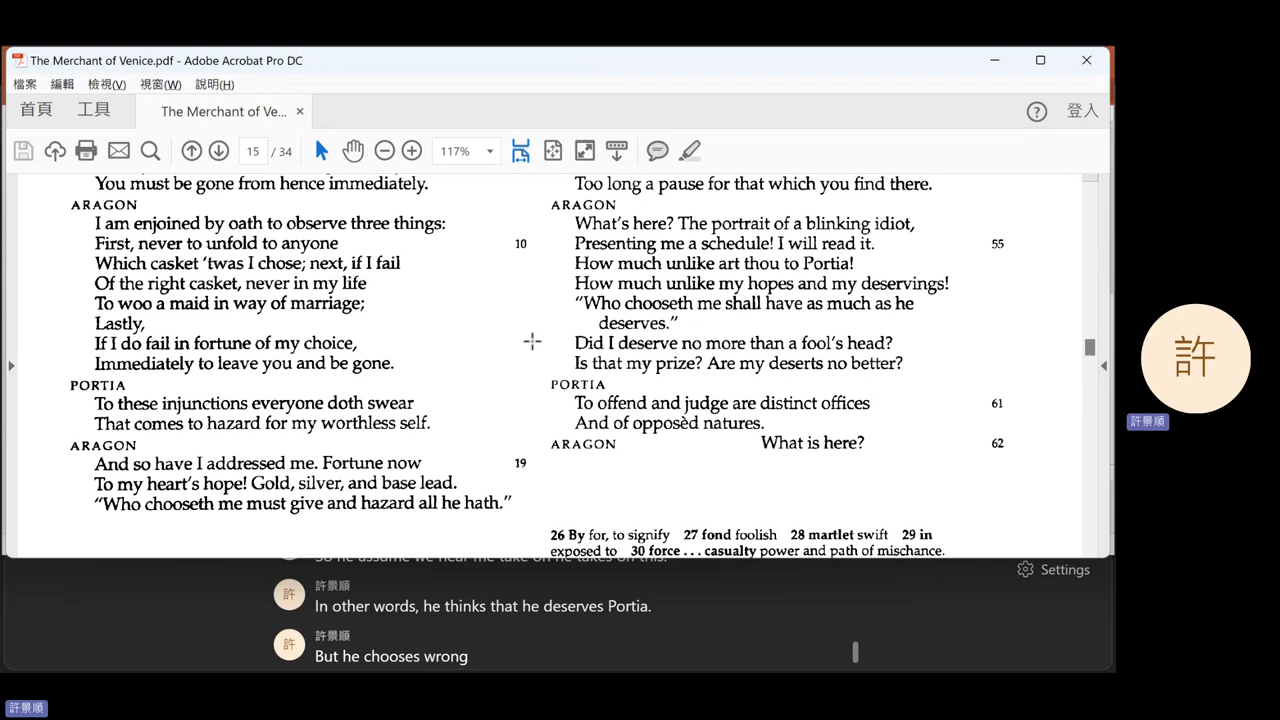 The Merchant of Venice.pdf - Adobe Acrobat Pro DC
檔案 編輯 檢視(V) 視窗(W) 說明(H)
首頁 工具 The Merchant of Ve... × ? 登入
15 / 34 117%
You must be gone from hence immediately.
ARAGON
I am enjoined by oath to observe three things:
First, never to unfold to anyone 10
Which casket ’twas I chose; next, if I fail
Of the right casket, never in my life
To woo a maid in way of marriage;
Lastly,
If I do fail in fortune of my choice,
Immediately to leave you and be gone.
PORTIA
To these injunctions everyone doth swear
That comes to hazard for my worthless self.
ARAGON
And so have I addressed me. Fortune now 19
To my heart’s hope! Gold, silver, and base lead.
“Who chooseth me must give and hazard all he hath.”
Too long a pause for that which you find there.
ARAGON
What’s here? The portrait of a blinking idiot,
Presenting me a schedule! I will read it. 55
How much unlike art thou to Portia!
How much unlike my hopes and my deservings!
“Who chooseth me shall have as much as he
deserves.”
Did I deserve no more than a fool’s head?
Is that my prize? Are my deserts no better?
PORTIA
To offend and judge are distinct offices 61
And of opposèd natures.
ARAGON What is here? 62
26 By for, to signify 27 fond foolish 28 martlet swift 29 in
exposed to 30 force . . . casualty power and path of mischance.
Settings
許 許景順
In other words, he thinks that he deserves Portia.
許 許景順
But he chooses wrong
許
許景順
許景順